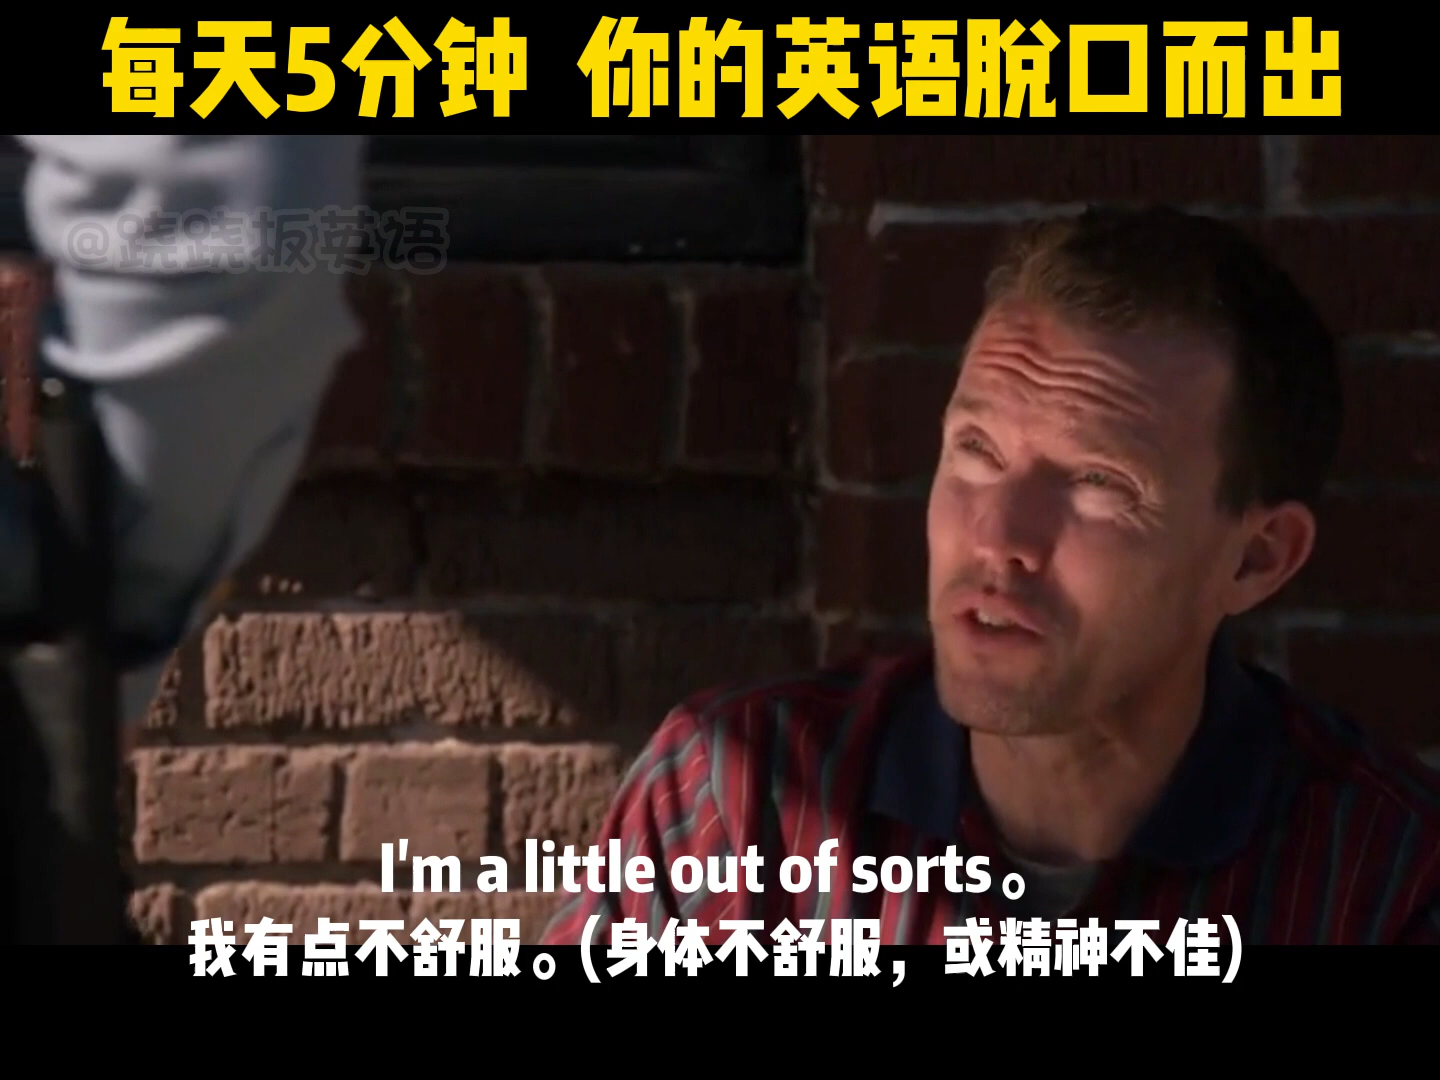 每天5分钟 你的英语脱口而出
@跷跷板英语
I'm a little out of sorts。
我有点不舒服。(身体不舒服，或精神不佳)